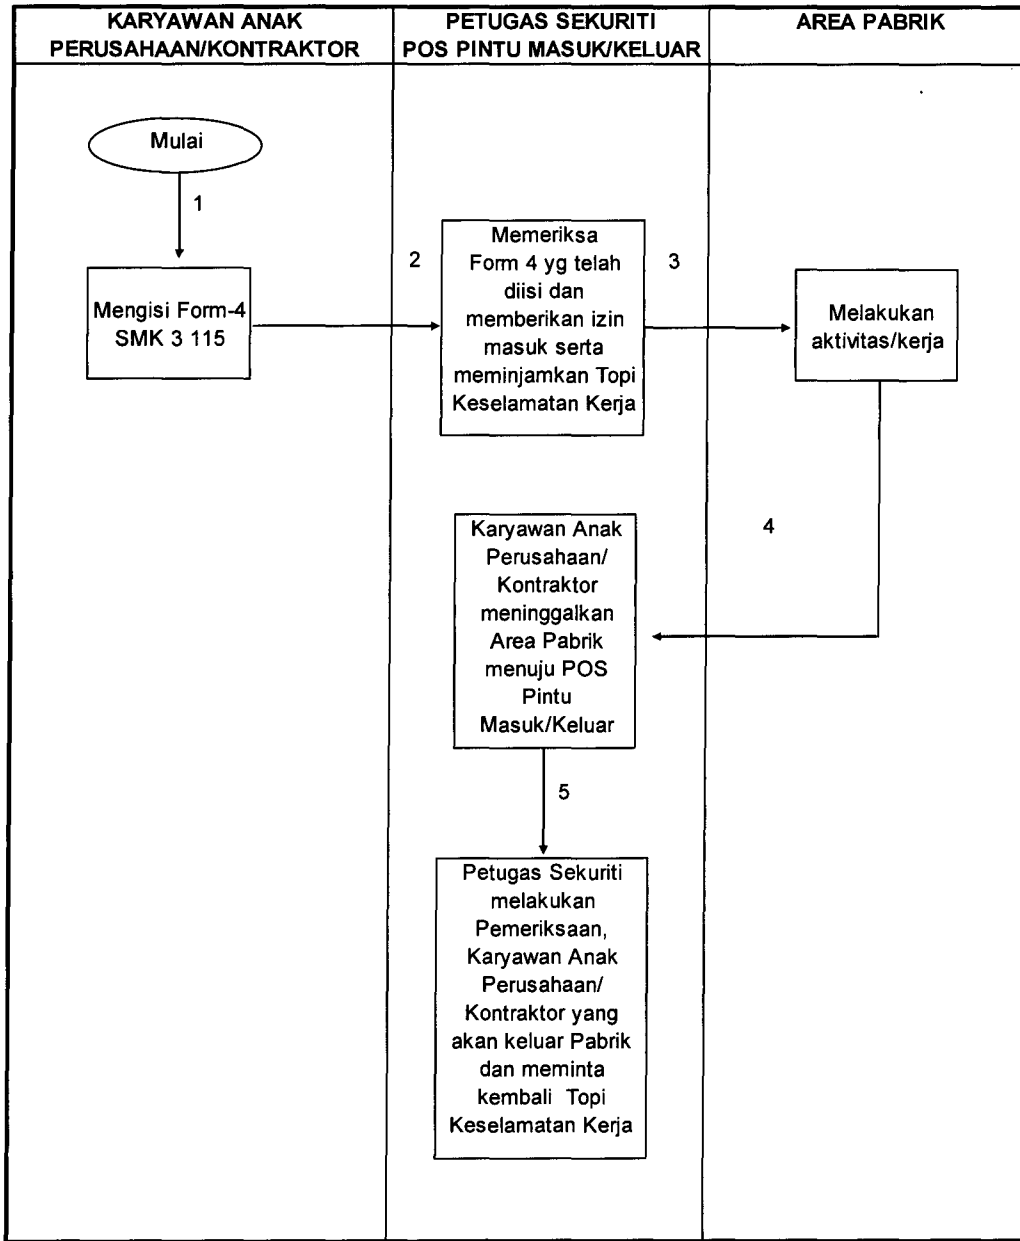 KARYAWAN ANAK
PERUSAHAAN/KONTRAKTOR
PETUGAS SEKURITI
POS PINTU MASUK/KELUAR
AREA PABRIK
Mulai
1
Mengisi Form-4
SMK 3 115
2
Memeriksa
Form 4 yg telah
diisi dan
memberikan izin
masuk serta
meminjamkan Topi
Keselamatan Kerja
3
Melakukan
aktivitas/kerja
4
Karyawan Anak
Perusahaan/
Kontraktor
meninggalkan
Area Pabrik
menuju POS
Pintu
Masuk/Keluar
5
Petugas Sekuriti
melakukan
Pemeriksaan,
Karyawan Anak
Perusahaan/
Kontraktor yang
akan keluar Pabrik
dan meminta
kembali Topi
Keselamatan Kerja